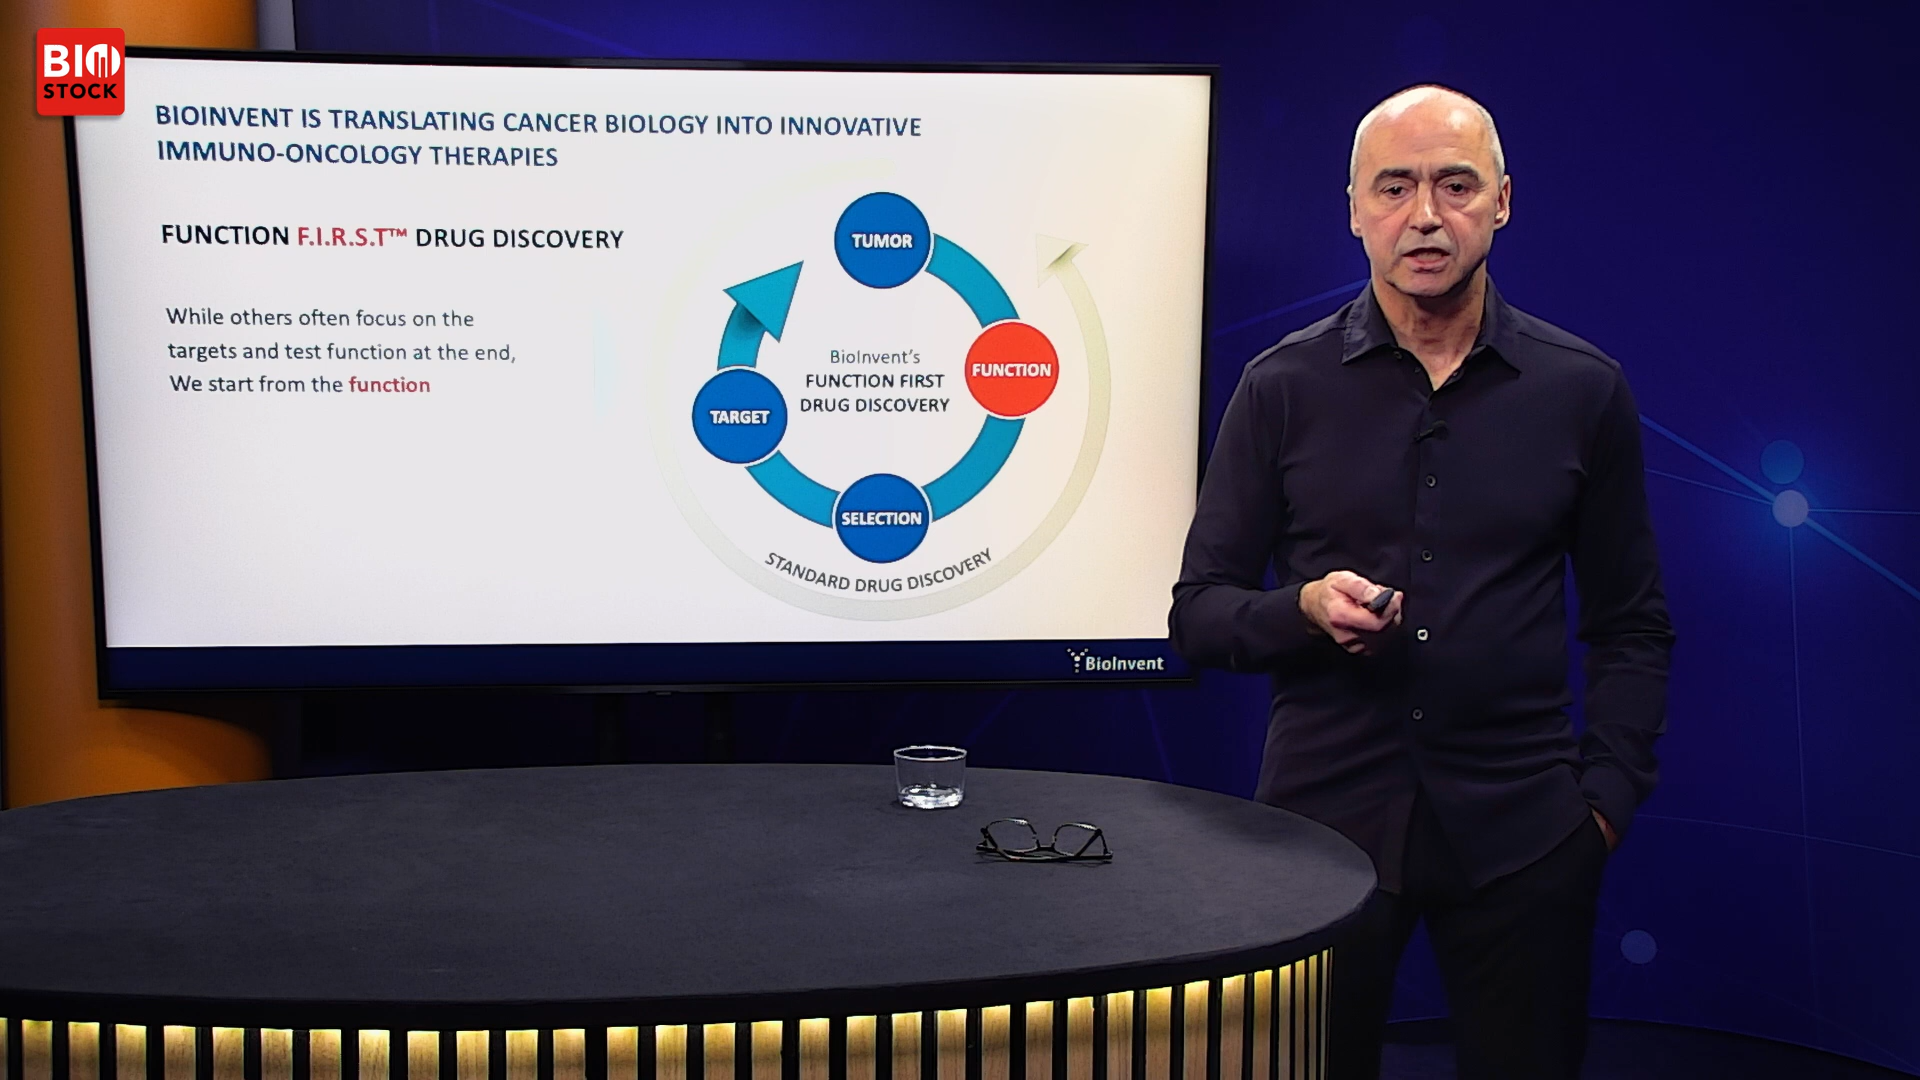 BIO
STOCK
BIOINVENT IS TRANSLATING CANCER BIOLOGY INTO INNOVATIVE
IMMUNO-ONCOLOGY THERAPIES
FUNCTION F.I.R.S.T™ DRUG DISCOVERY
While others often focus on the
targets and test function at the end,
We start from the function
TUMOR
FUNCTION
BioInvent's
FUNCTION FIRST
DRUG DISCOVERY
TARGET
SELECTION
STANDARD DRUG DISCOVERY
BioInvent